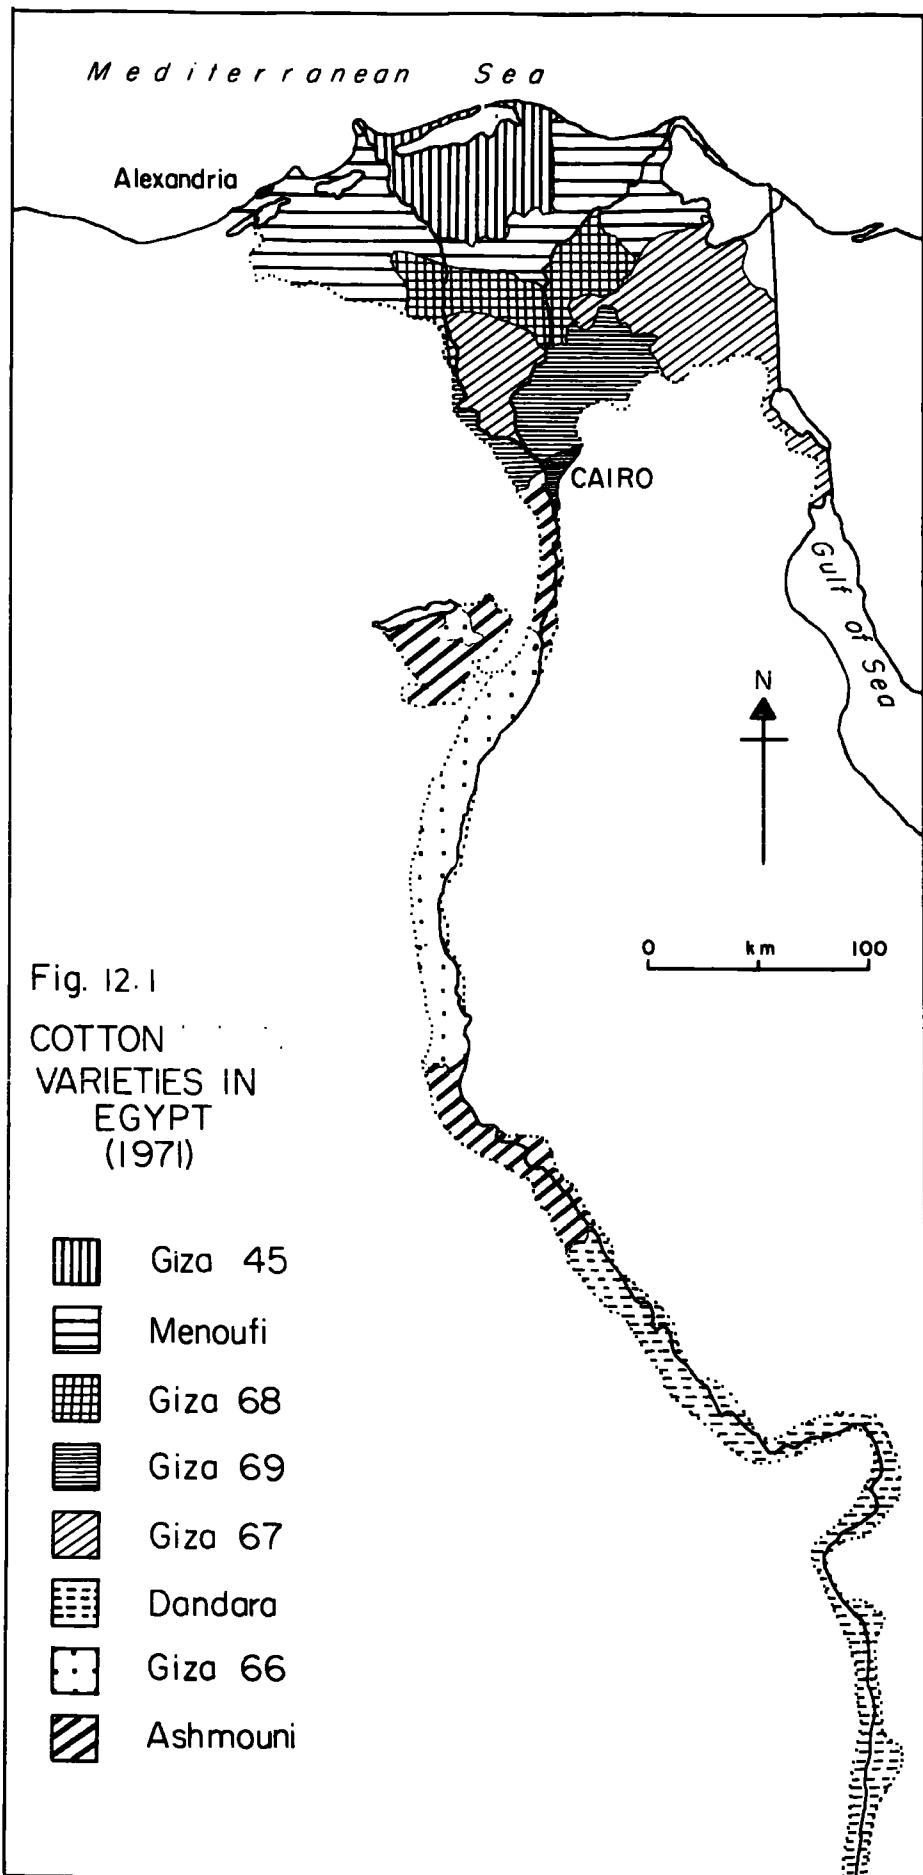 Mediterranean Sea
Alexandria
CAIRO
Gulf of Sea
N
0 km 100
Fig. 12.1
COTTON
VARIETIES IN
EGYPT
(1971)
Giza 45
Menoufi
Giza 68
Giza 69
Giza 67
Dandara
Giza 66
Ashmouni